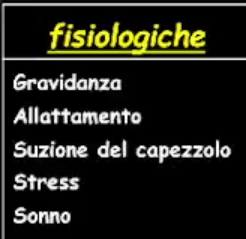 fisiologiche
Gravidanza
Allattamento
Suzione del capezzolo
Stress
Sonno